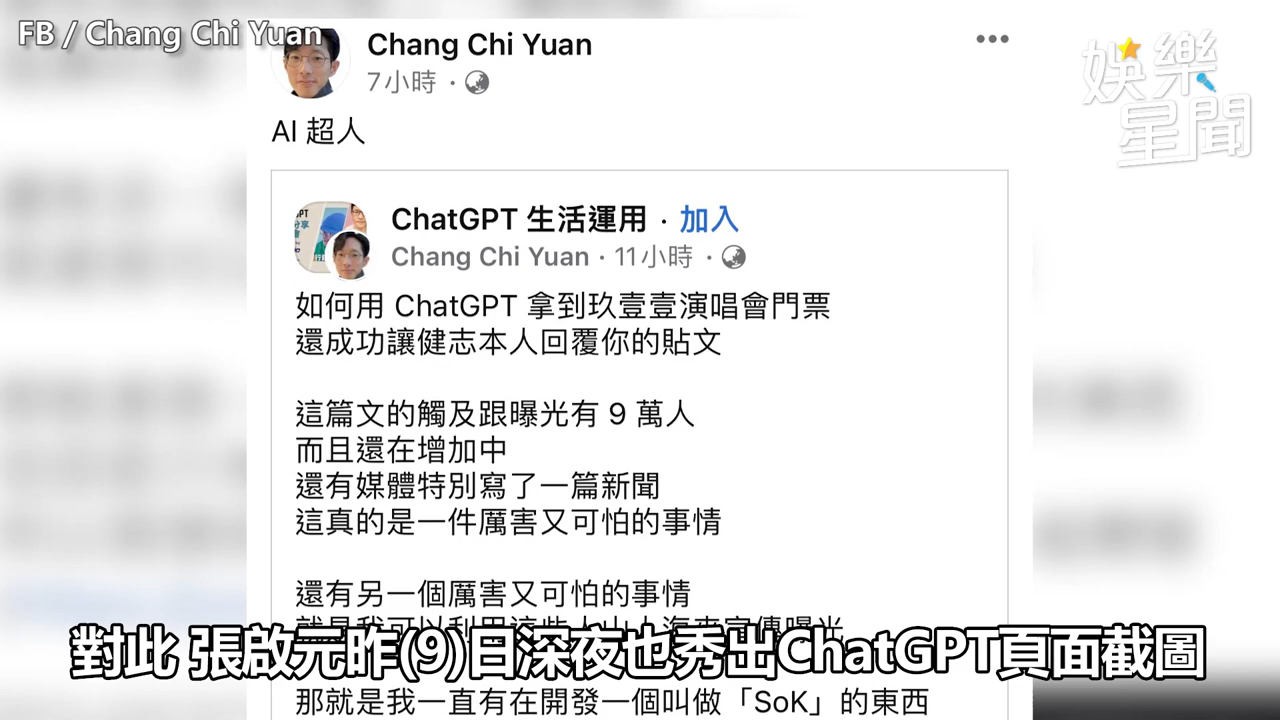 FB / Chang Chi Yuan
娛樂
星聞
Chang Chi Yuan
7小時 ·
AI 超人
ChatGPT 生活運用 · 加入
Chang Chi Yuan · 11小時 ·
如何用 ChatGPT 拿到玖壹壹演唱會門票
還成功讓健志本人回覆你的貼文
這篇文的觸及跟曝光有 9 萬人
而且還在增加中
還有媒體特別寫了一篇新聞
這真的是一件厲害又可怕的事情
還有另一個厲害又可怕的事情
對此 張啟元昨(9)日深夜也秀出ChatGPT頁面截圖
那就是我一直有在開發一個叫做「SoK」的東西